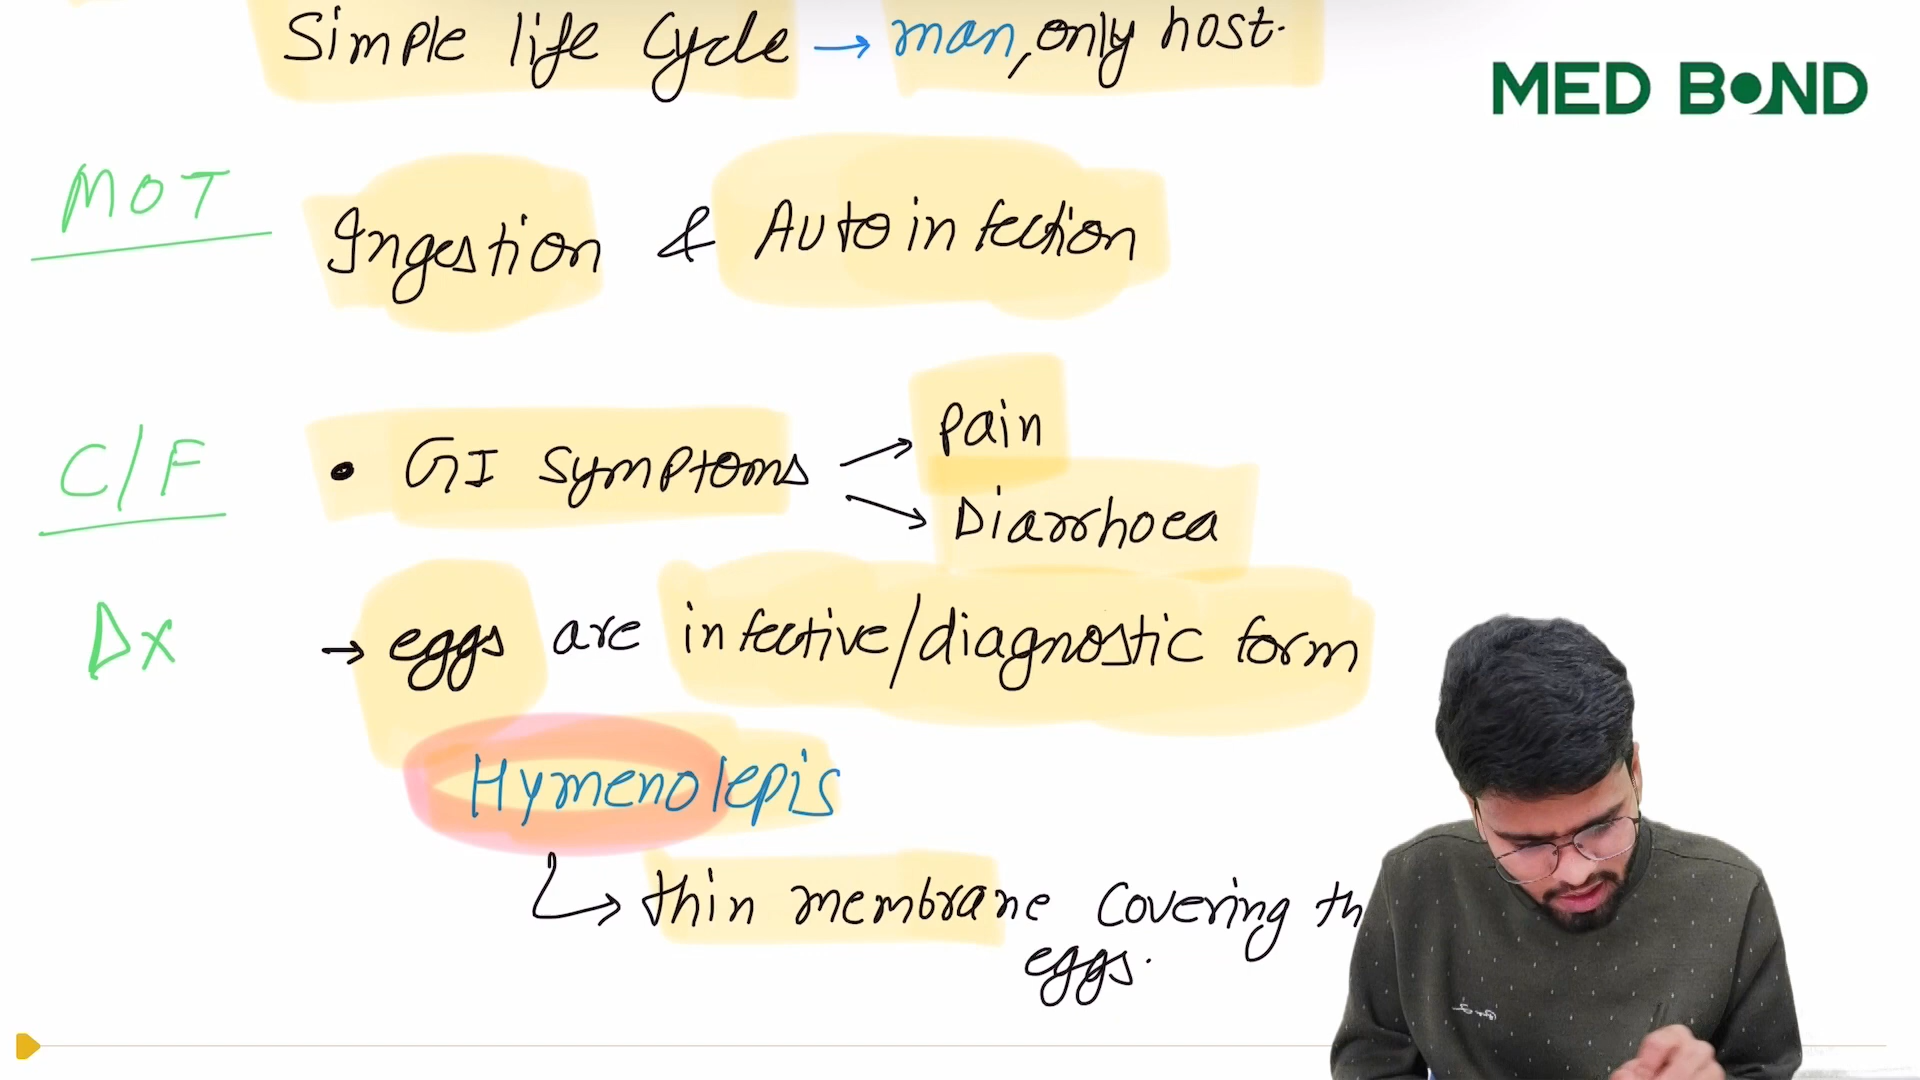 Simple life cycle → man, only host.
MED BOND
MOT
Ingestion & Autoinfection
C/F
• GI symptoms → pain
→ Diarrhoea
Dx
→ eggs are infective/diagnostic form
Hymenolepis
↳ thin membrane covering th
eggs.